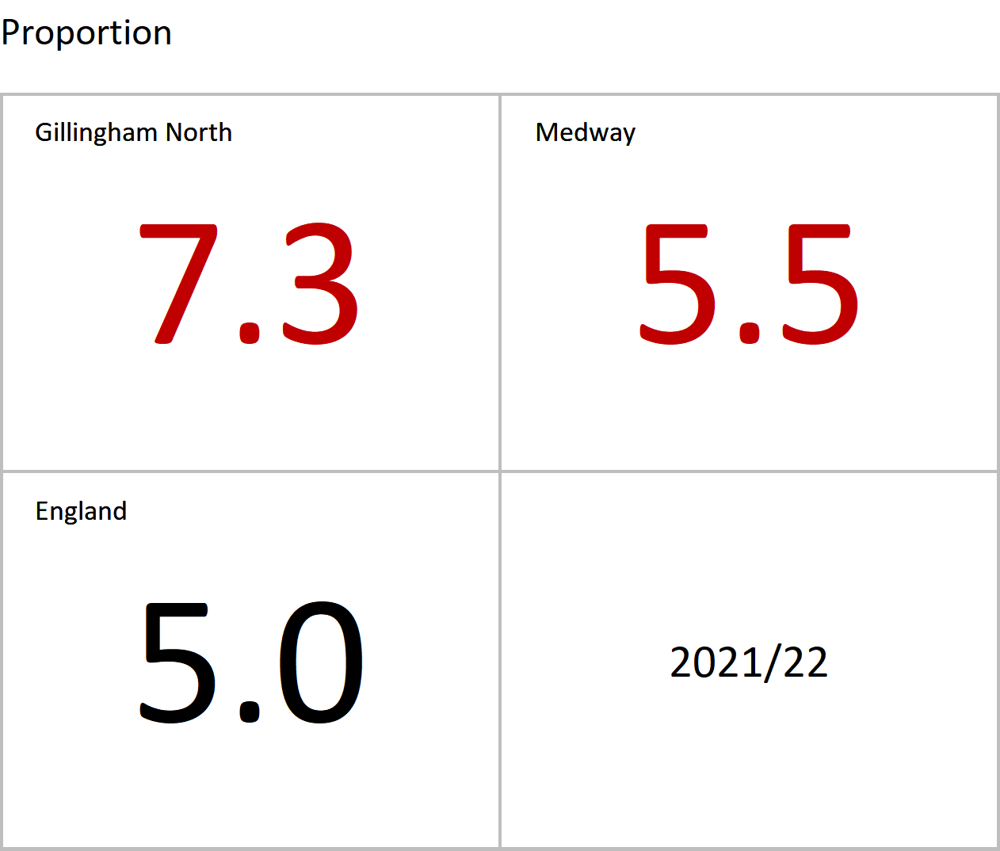 Proportion
Gillingham North
7.3
Medway
5.5
England
5.0
2021/22